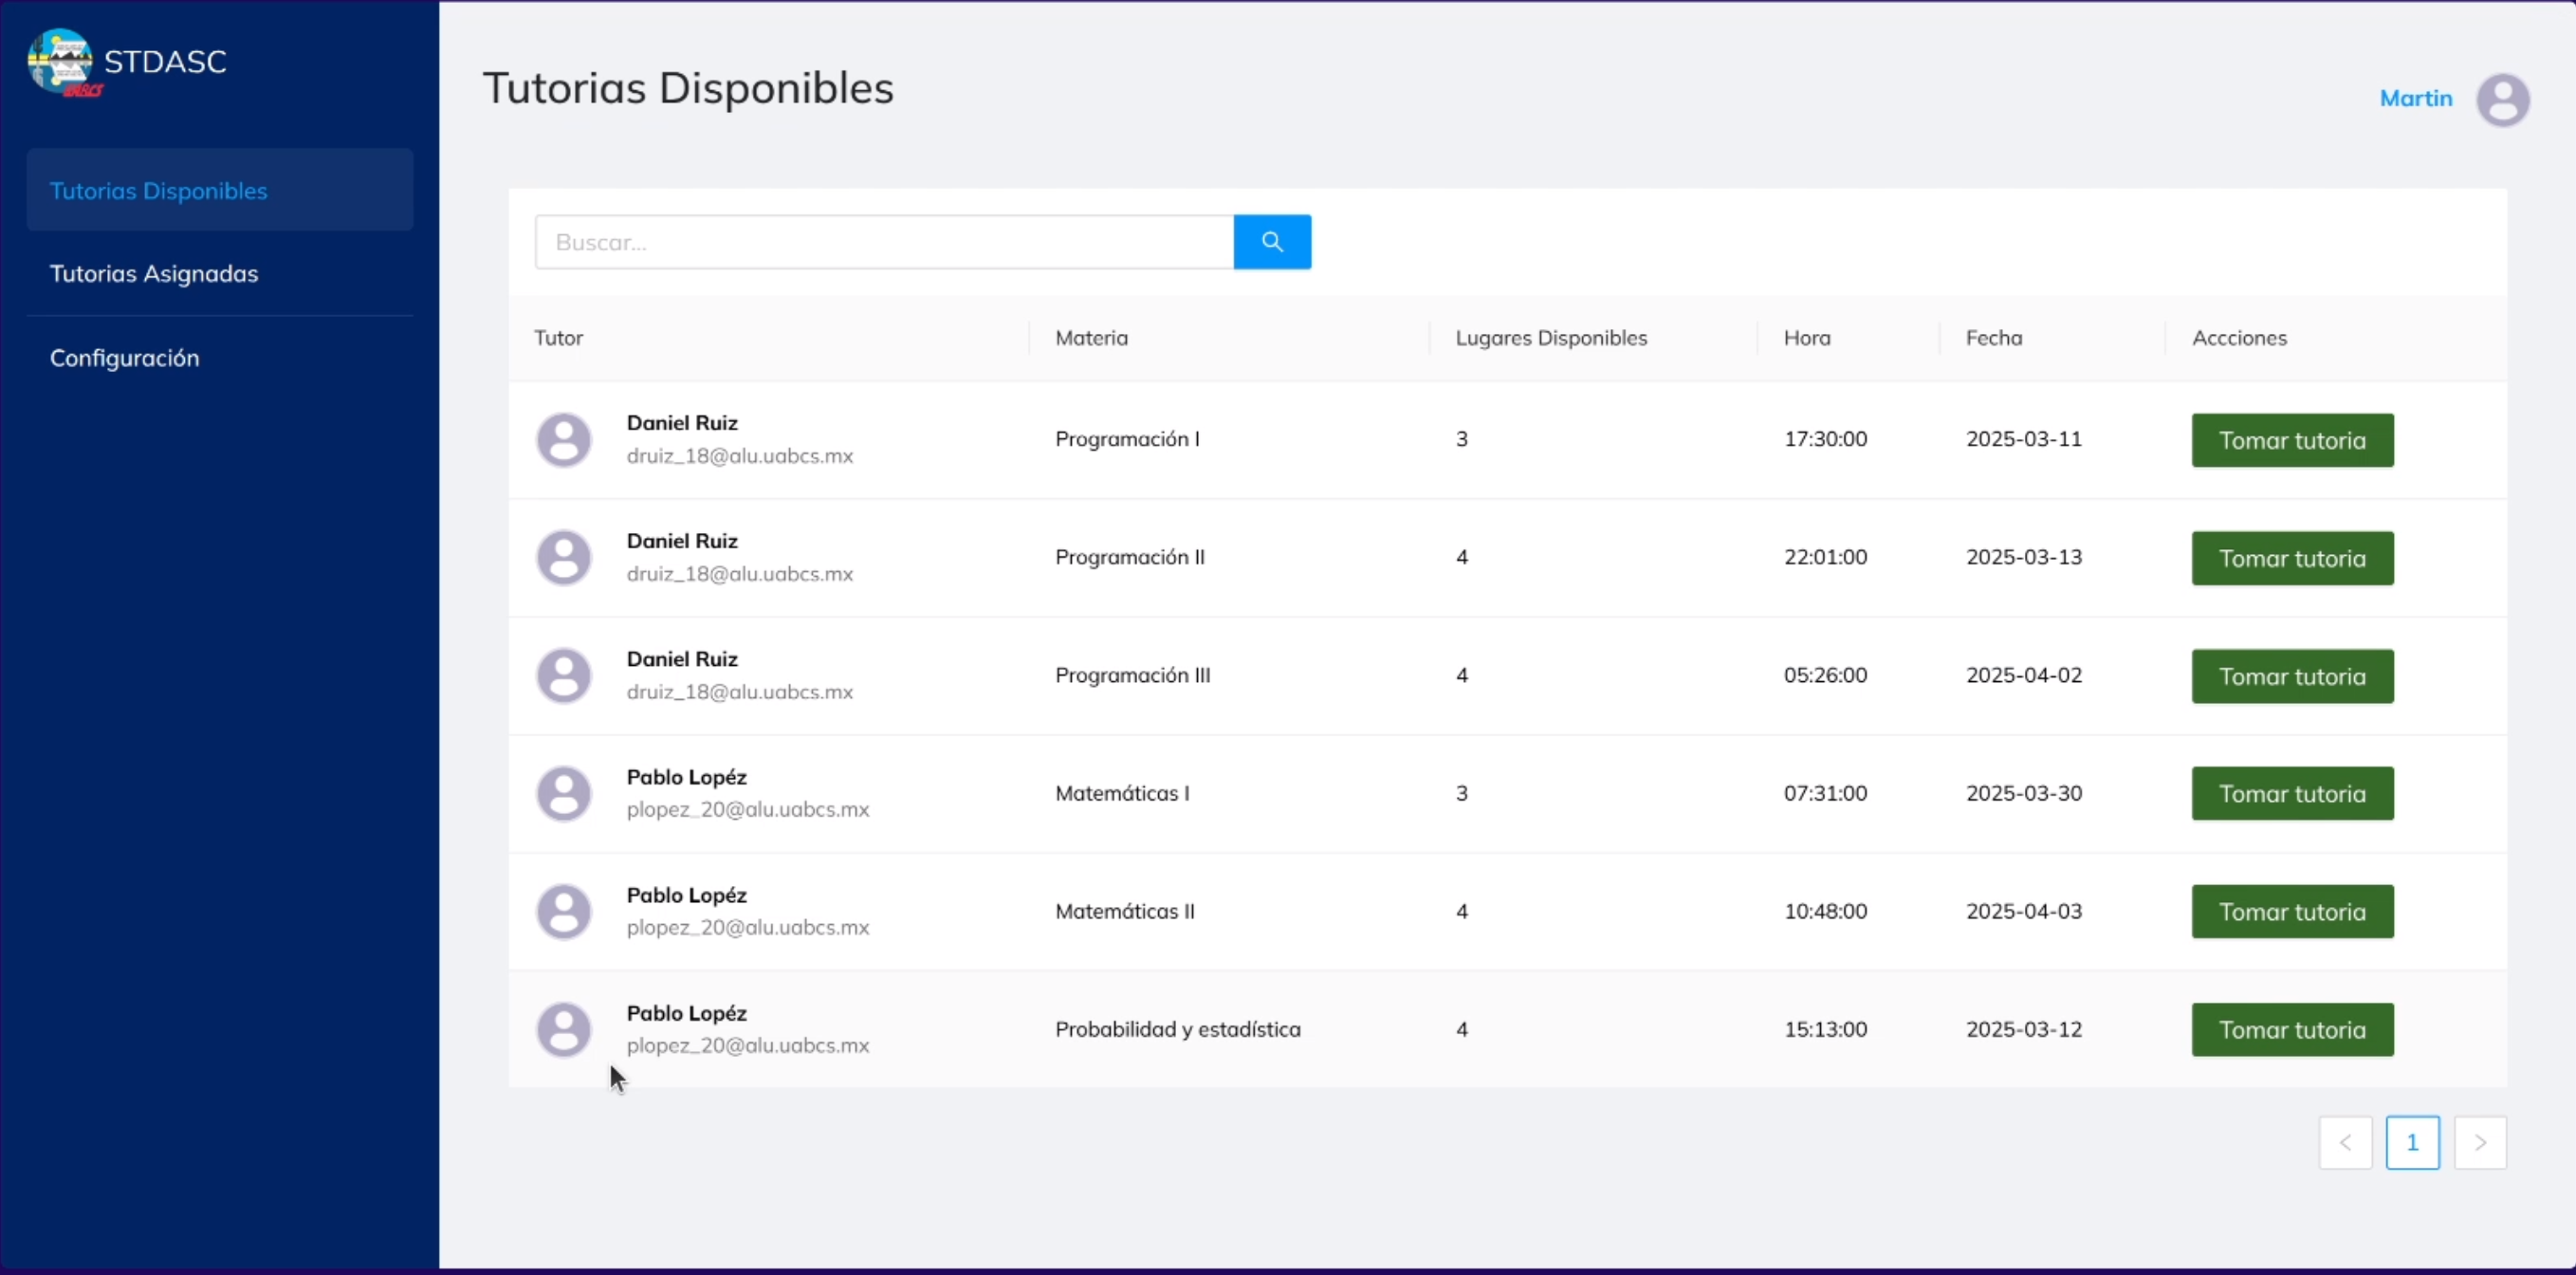 STDASC
UABCS
Tutorias Disponibles
Martin
Tutorias Disponibles
Tutorias Asignadas
Configuración
Buscar...
Tutor Materia Lugares Disponibles Hora Fecha Accciones
Daniel Ruiz
druiz_18@alu.uabcs.mx
Programación I 3 17:30:00 2025-03-11 Tomar tutoria
Daniel Ruiz
druiz_18@alu.uabcs.mx
Programación II 4 22:01:00 2025-03-13 Tomar tutoria
Daniel Ruiz
druiz_18@alu.uabcs.mx
Programación III 4 05:26:00 2025-04-02 Tomar tutoria
Pablo Lopéz
plopez_20@alu.uabcs.mx
Matemáticas I 3 07:31:00 2025-03-30 Tomar tutoria
Pablo Lopéz
plopez_20@alu.uabcs.mx
Matemáticas II 4 10:48:00 2025-04-03 Tomar tutoria
Pablo Lopéz
plopez_20@alu.uabcs.mx
Probabilidad y estadística 4 15:13:00 2025-03-12 Tomar tutoria
< 1 >